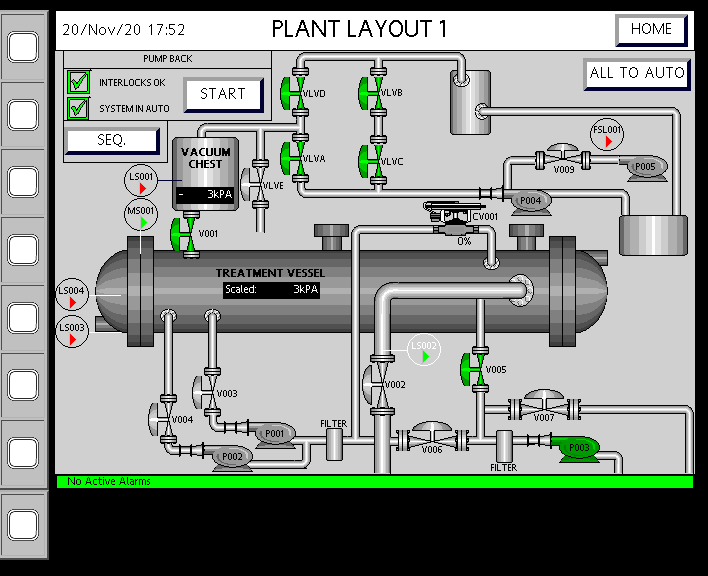 20/Nov/20 17:52
PLANT LAYOUT 1
HOME
PUMP BACK
INTERLOCKS OK
SYSTEM IN AUTO
START
SEQ.
ALL TO AUTO
VLVD
VLVB
FSL001
VACUUM
CHEST
VLVA
VLVC
V009
P005
LS001
- 3kPA
VLVE
P004
MS001
CV001
V001
0%
TREATMENT VESSEL
Scaled: 3kPA
LS004
LS003
LS002
V005
V002
V003
V004
V007
FILTER
P001
P002
V006
P003
FILTER
No Active Alarms